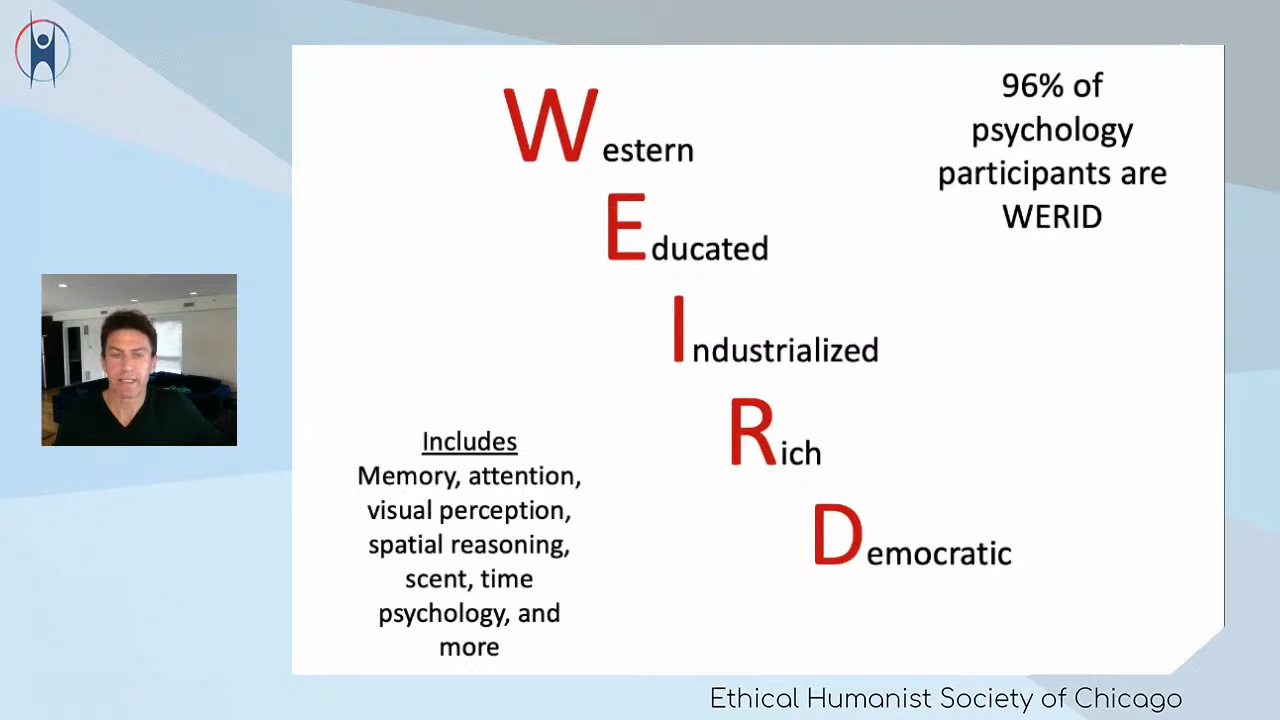 Western
Educated
Industrialized
Rich
Democratic
96% of
psychology
participants are
WERID
Includes
Memory, attention,
visual perception,
spatial reasoning,
scent, time
psychology, and
more
Ethical Humanist Society of Chicago